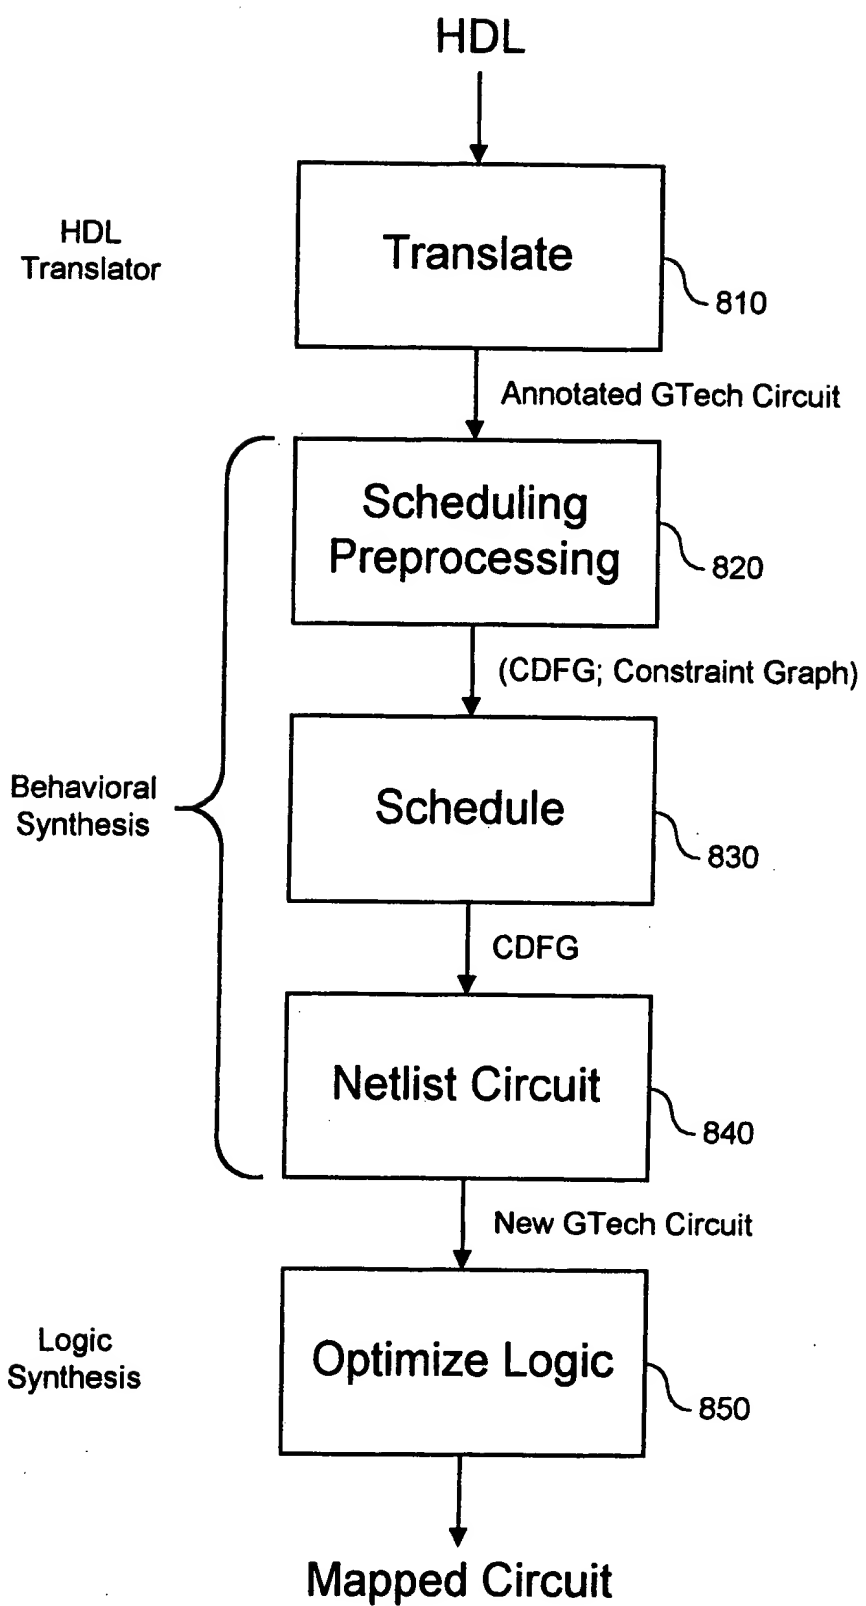 HDL
HDL
Translator
Translate
810
Annotated GTech Circuit
Scheduling
Preprocessing
820
(CDFG; Constraint Graph)
Behavioral
Synthesis
Schedule
830
CDFG
Netlist Circuit
840
New GTech Circuit
Logic
Synthesis
Optimize Logic
850
Mapped Circuit